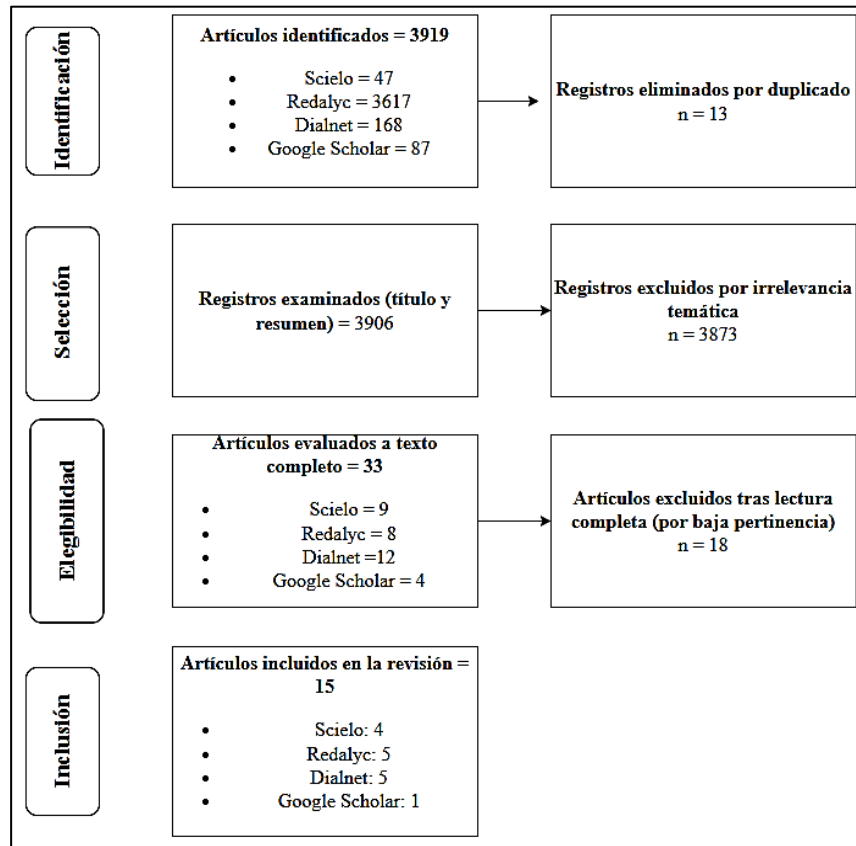 Identificación
Artículos identificados = 3919
• Scielo = 47
• Redalyc = 3617
• Dialnet = 168
• Google Scholar = 87
Registros eliminados por duplicado
n = 13
Selección
Registros examinados (título y
resumen) = 3906
Registros excluidos por irrelevancia
temática
n = 3873
Elegibilidad
Artículos evaluados a texto
completo = 33
• Scielo = 9
• Redalyc = 8
• Dialnet =12
• Google Scholar = 4
Artículos excluidos tras lectura
completa (por baja pertinencia)
n = 18
Inclusión
Artículos incluidos en la revisión =
15
• Scielo: 4
• Redalyc: 5
• Dialnet: 5
• Google Scholar: 1